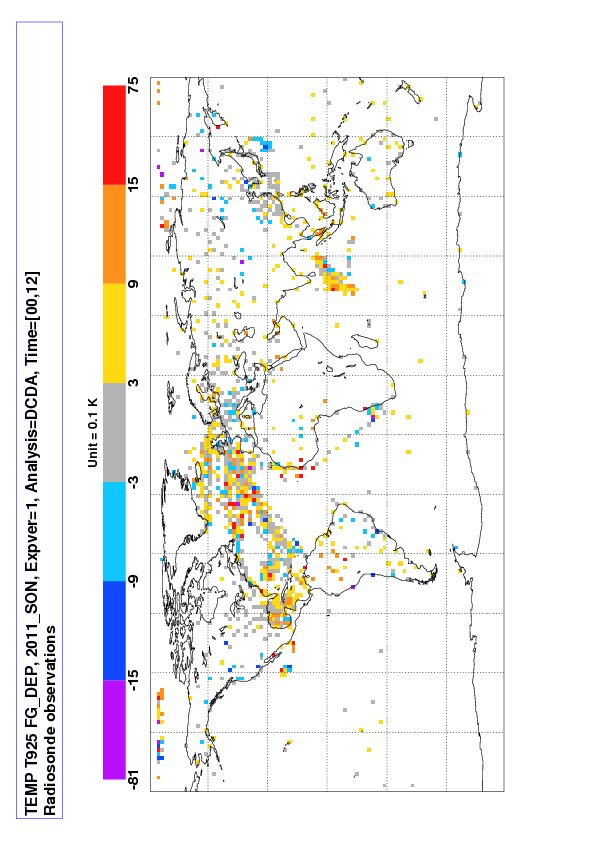 TEMP T925 FG_DEP, 2011_SON, Expver=1, Analysis=DCDA, Time=[00,12]
Radiosonde observations
Unit = 0.1 K
-81
-15
-9
-3
3
9
15
75